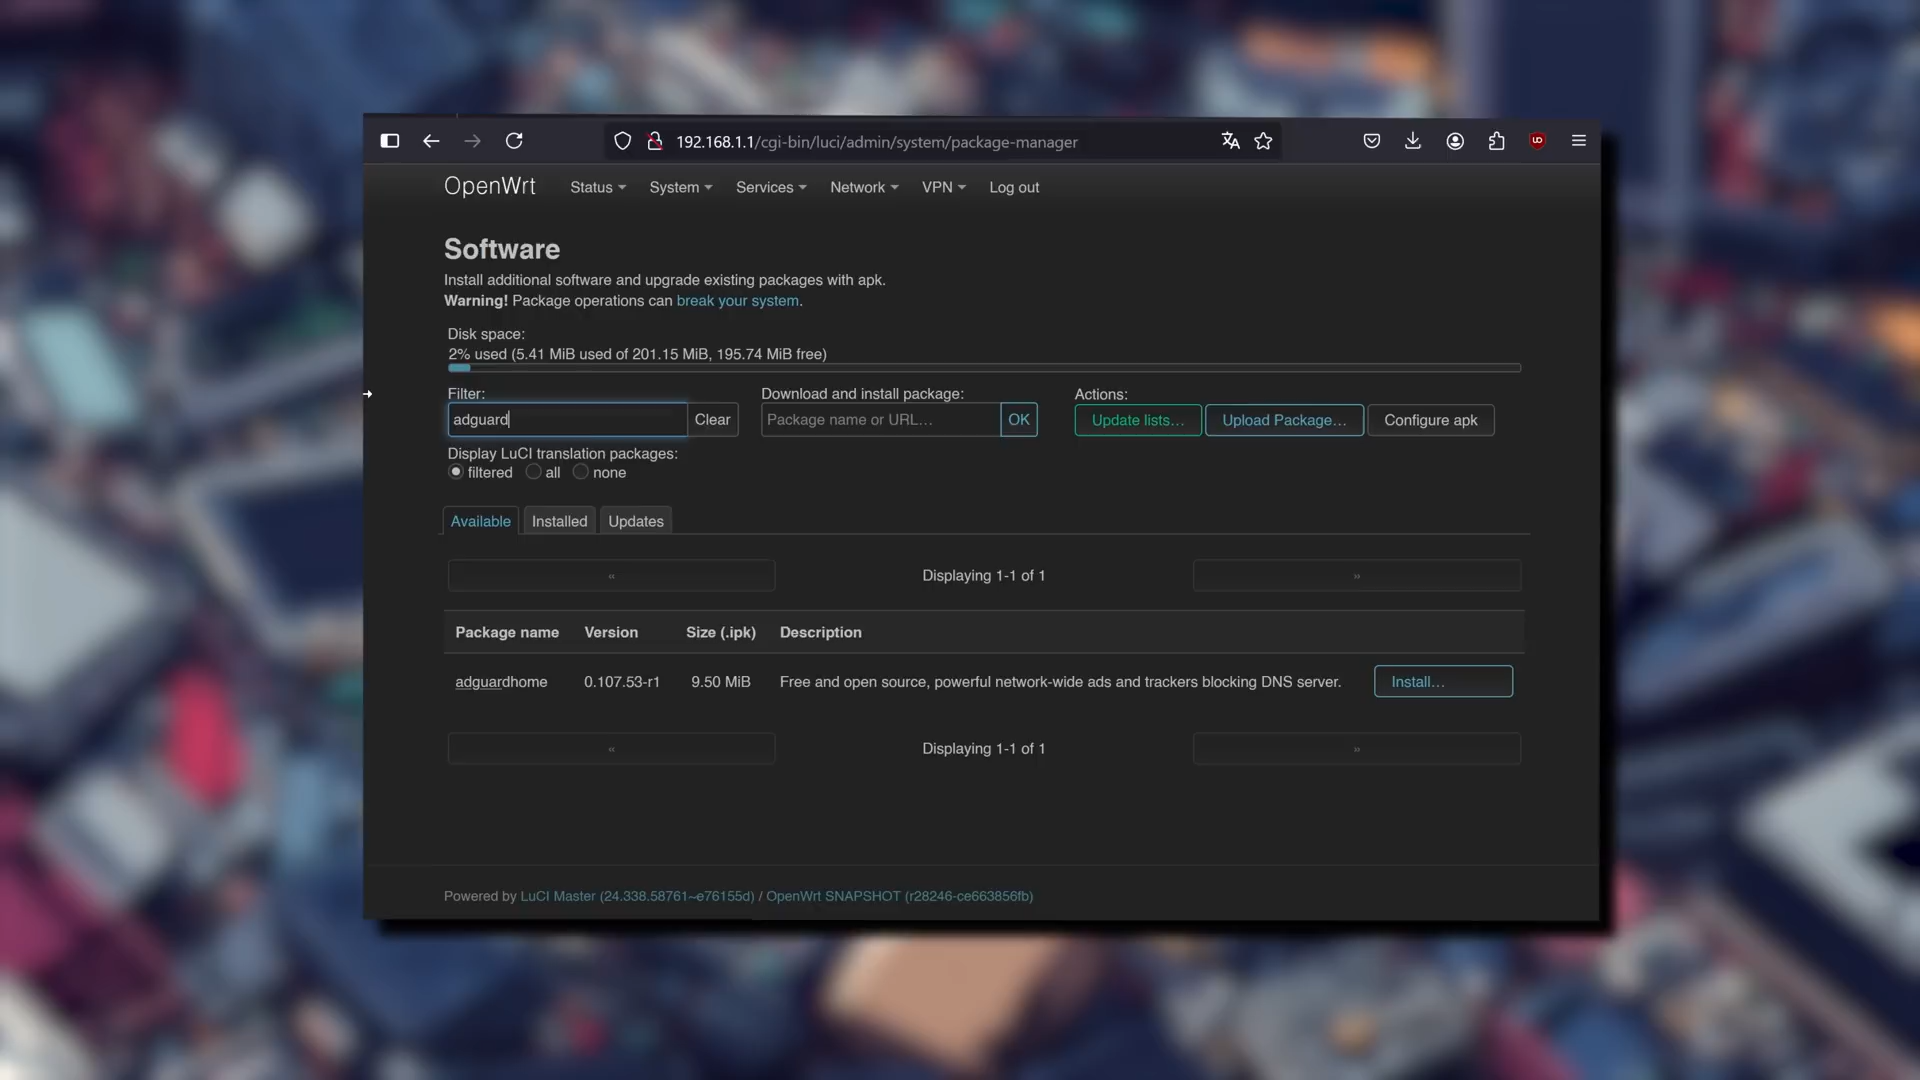 192.168.1.1/cgi-bin/luci/admin/system/package-manager
OpenWrt Status System Services Network VPN Log out
Software
Install additional software and upgrade existing packages with apk.
Warning! Package operations can break your system.
Disk space:
2% used (5.41 MiB used of 201.15 MiB, 195.74 MiB free)
Filter: Download and install package: Actions:
adguard Clear Package name or URL... OK Update lists... Upload Package... Configure apk
Display LuCI translation packages:
filtered all none
Available Installed Updates
« Displaying 1-1 of 1 »
Package name Version Size (.ipk) Description
adguardhome 0.107.53-r1 9.50 MiB Free and open source, powerful network-wide ads and trackers blocking DNS server. Install...
« Displaying 1-1 of 1 »
Powered by LuCI Master (24.338.58761~e76155d) / OpenWrt SNAPSHOT (r28246-ce663856fb)